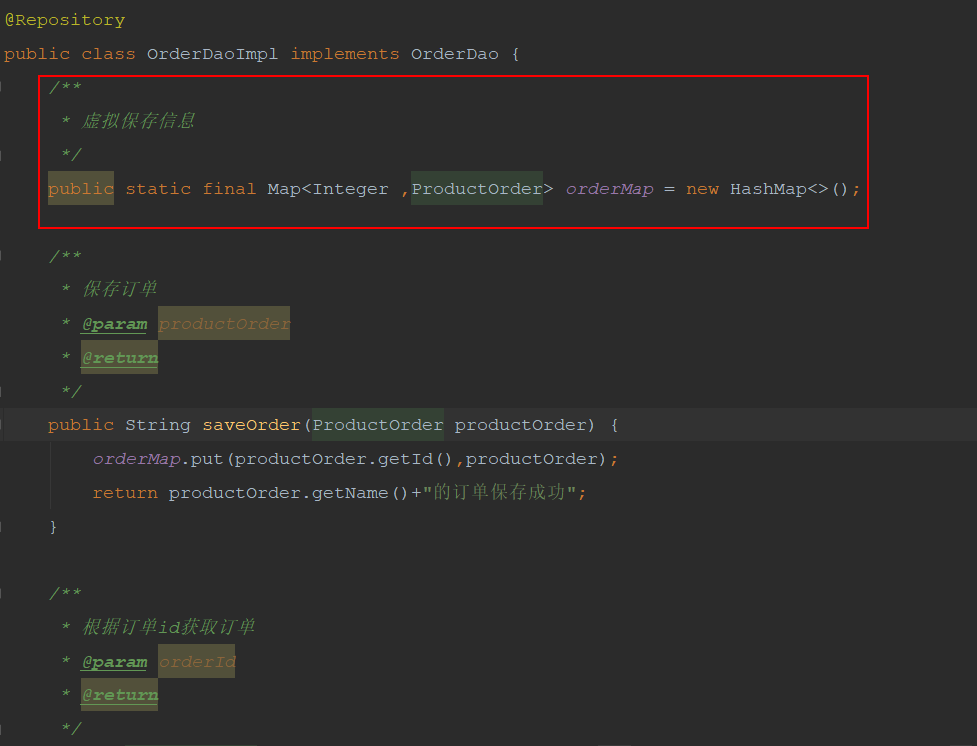 @Repository
public class OrderDaoImpl implements OrderDao {
/**
* 虚拟保存信息
*/
public static final Map<Integer ,ProductOrder> orderMap = new HashMap<>();
/**
* 保存订单
* @param productOrder
* @return
*/
public String saveOrder(ProductOrder productOrder) {
orderMap.put(productOrder.getId(),productOrder);
return productOrder.getName()+"的订单保存成功";
}
/**
* 根据订单id获取订单
* @param orderId
* @return
*/